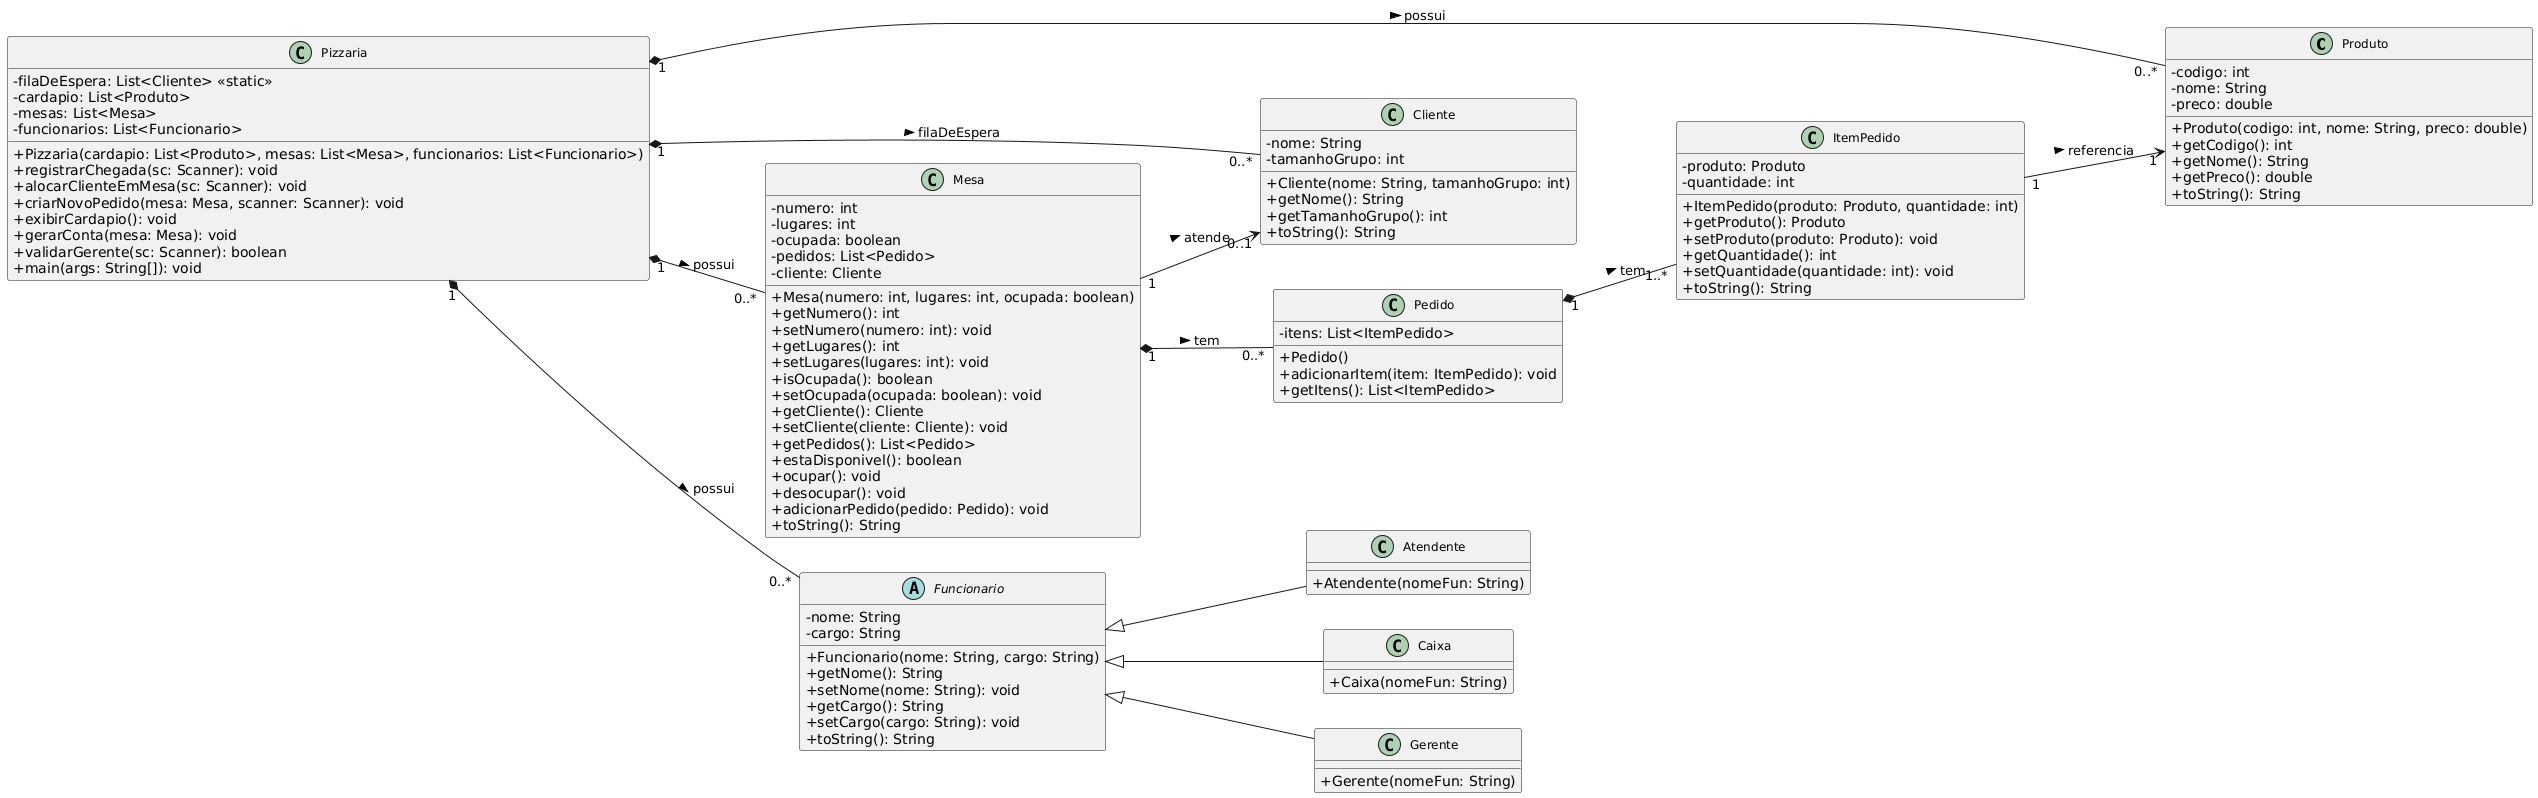 possui
1
0..*
C Pizzaria
-filaDeEspera: List<Cliente> «static»
-cardapio: List<Produto>
-mesas: List<Mesa>
-funcionarios: List<Funcionario>
+Pizzaria(cardapio: List<Produto>, mesas: List<Mesa>, funcionarios: List<Funcionario>)
+registrarChegada(sc: Scanner): void
+alocarClienteEmMesa(sc: Scanner): void
+criarNovoPedido(mesa: Mesa, scanner: Scanner): void
+exibirCardapio(): void
+gerarConta(mesa: Mesa): void
+validarGerente(sc: Scanner): boolean
+main(args: String[]): void
filaDeEspera
1
0..*
possui
1
0..*
possui
1
0..*
C Mesa
-numero: int
-lugares: int
-ocupada: boolean
-pedidos: List<Pedido>
-cliente: Cliente
+Mesa(numero: int, lugares: int, ocupada: boolean)
+getNumero(): int
+setNumero(numero: int): void
+getLugares(): int
+setLugares(lugares: int): void
+isOcupada(): boolean
+setOcupada(ocupada: boolean): void
+getCliente(): Cliente
+setCliente(cliente: Cliente): void
+getPedidos(): List<Pedido>
+estaDisponivel(): boolean
+ocupar(): void
+desocupar(): void
+adicionarPedido(pedido: Pedido): void
+toString(): String
atende
1
0..1
tem
1
0..*
C Cliente
-nome: String
-tamanhoGrupo: int
+Cliente(nome: String, tamanhoGrupo: int)
+getNome(): String
+getTamanhoGrupo(): int
+toString(): String
C Pedido
-itens: List<ItemPedido>
+Pedido()
+adicionarItem(item: ItemPedido): void
+getItens(): List<ItemPedido>
tem
1
1..*
C ItemPedido
-produto: Produto
-quantidade: int
+ItemPedido(produto: Produto, quantidade: int)
+getProduto(): Produto
+setProduto(produto: Produto): void
+getQuantidade(): int
+setQuantidade(quantidade: int): void
+toString(): String
referencia
1
1
C Produto
-codigo: int
-nome: String
-preco: double
+Produto(codigo: int, nome: String, preco: double)
+getCodigo(): int
+getNome(): String
+getPreco(): double
+toString(): String
A Funcionario
-nome: String
-cargo: String
+Funcionario(nome: String, cargo: String)
+getNome(): String
+setNome(nome: String): void
+getCargo(): String
+setCargo(cargo: String): void
+toString(): String
C Atendente
+Atendente(nomeFun: String)
C Caixa
+Caixa(nomeFun: String)
C Gerente
+Gerente(nomeFun: String)